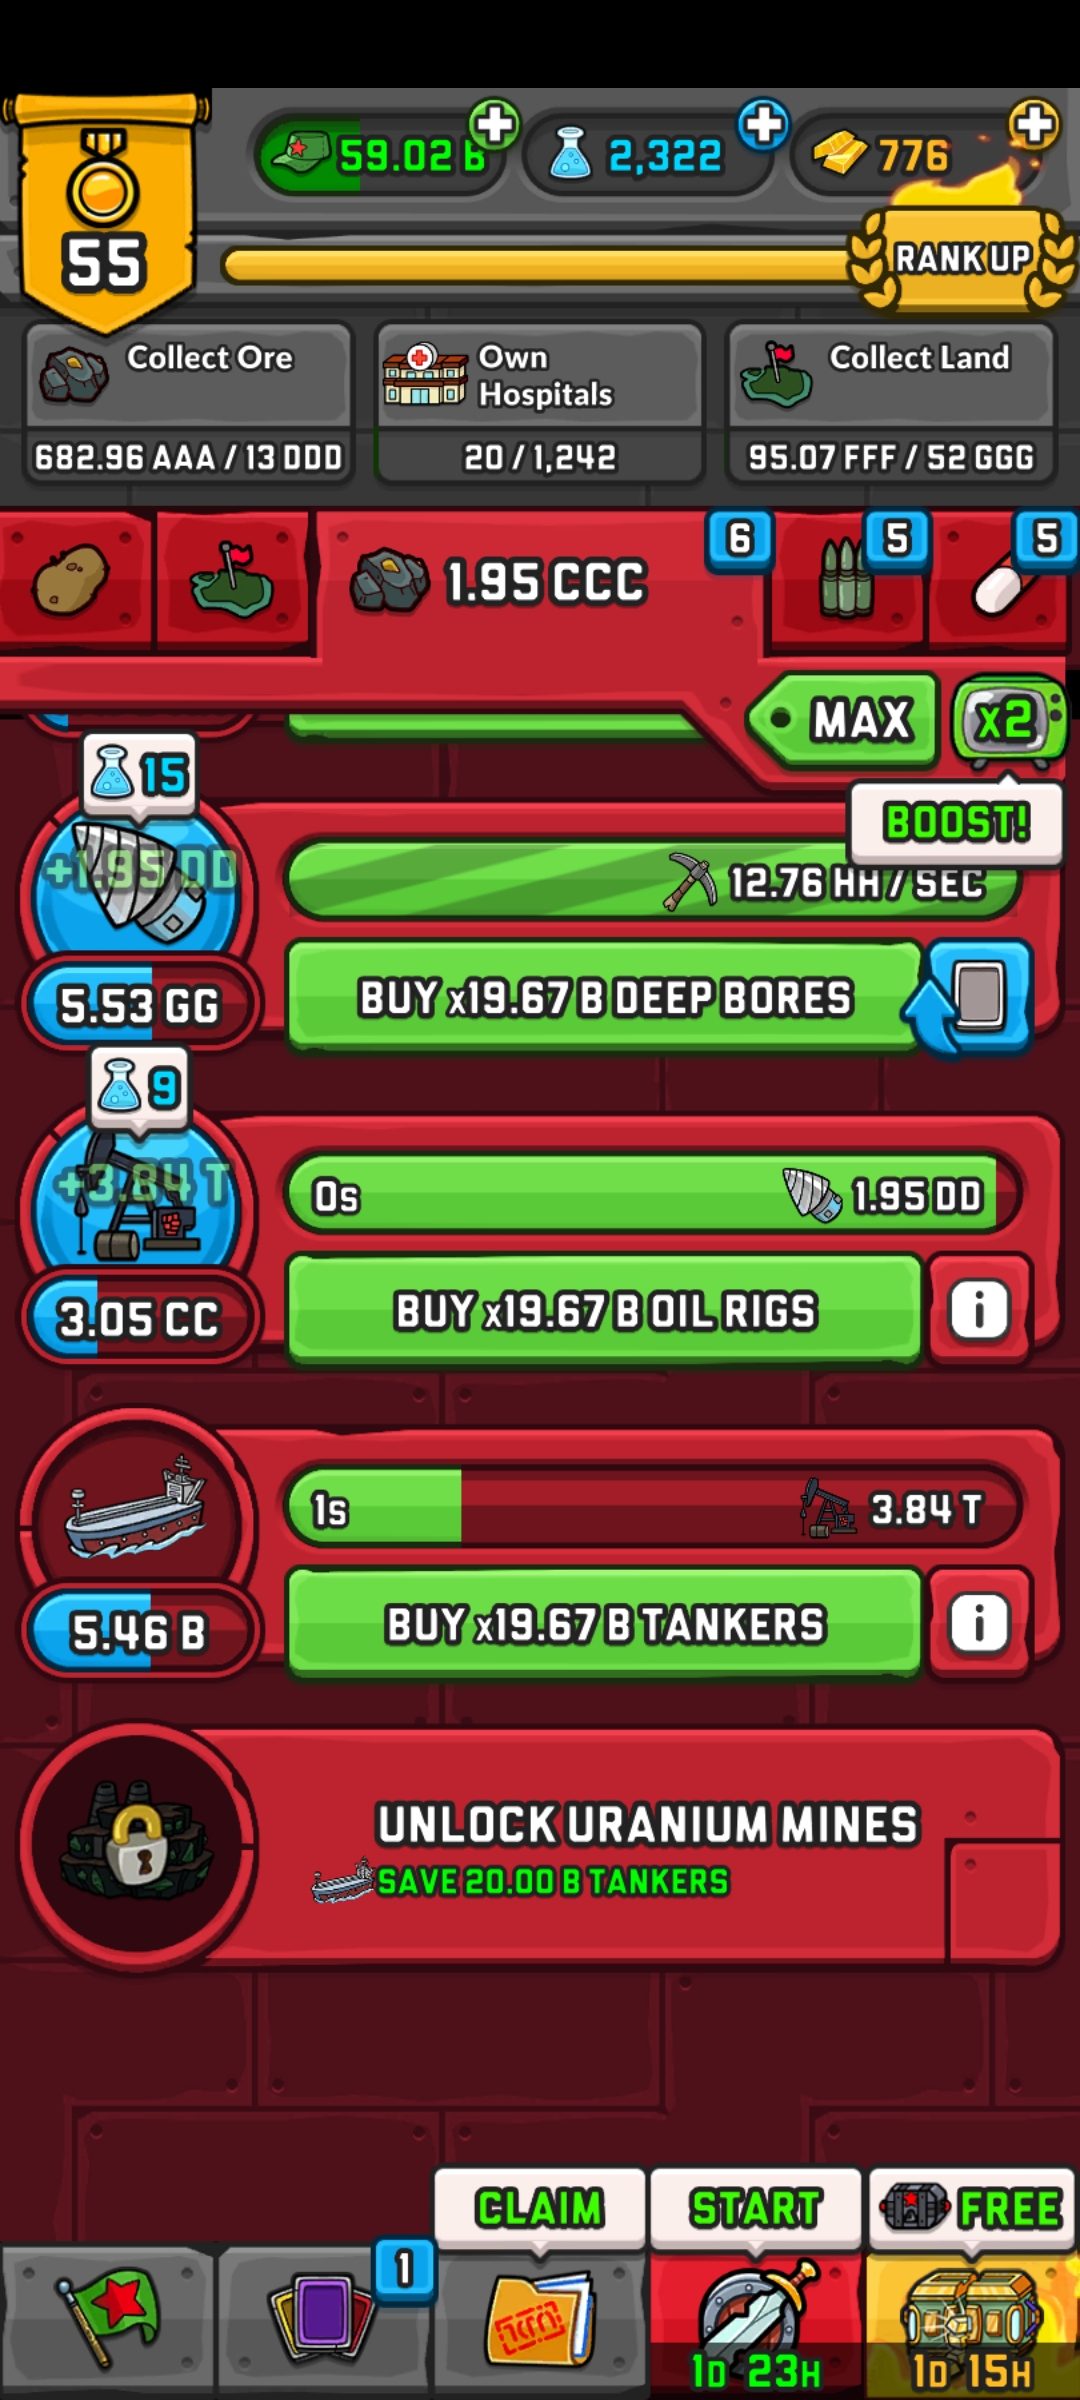 59.02 B
2,322
776
55
RANK UP
Collect Ore
682.96 AAA / 13 DDD
Own
Hospitals
20 / 1,242
Collect Land
95.07 FFF / 52 GGG
1.95 CCC
6
5
5
MAX
x2
BOOST!
15
+1.95 DD
12.76 HH / SEC
5.53 GG
BUY x19.67 B DEEP BORES
9
+3.84 T
0s
1.95 DD
3.05 CC
BUY x19.67 B OIL RIGS
i
1s
3.84 T
5.46 B
BUY x19.67 B TANKERS
i
UNLOCK URANIUM MINES
SAVE 20.00 B TANKERS
CLAIM
START
FREE
1
1D 23H
1D 15H